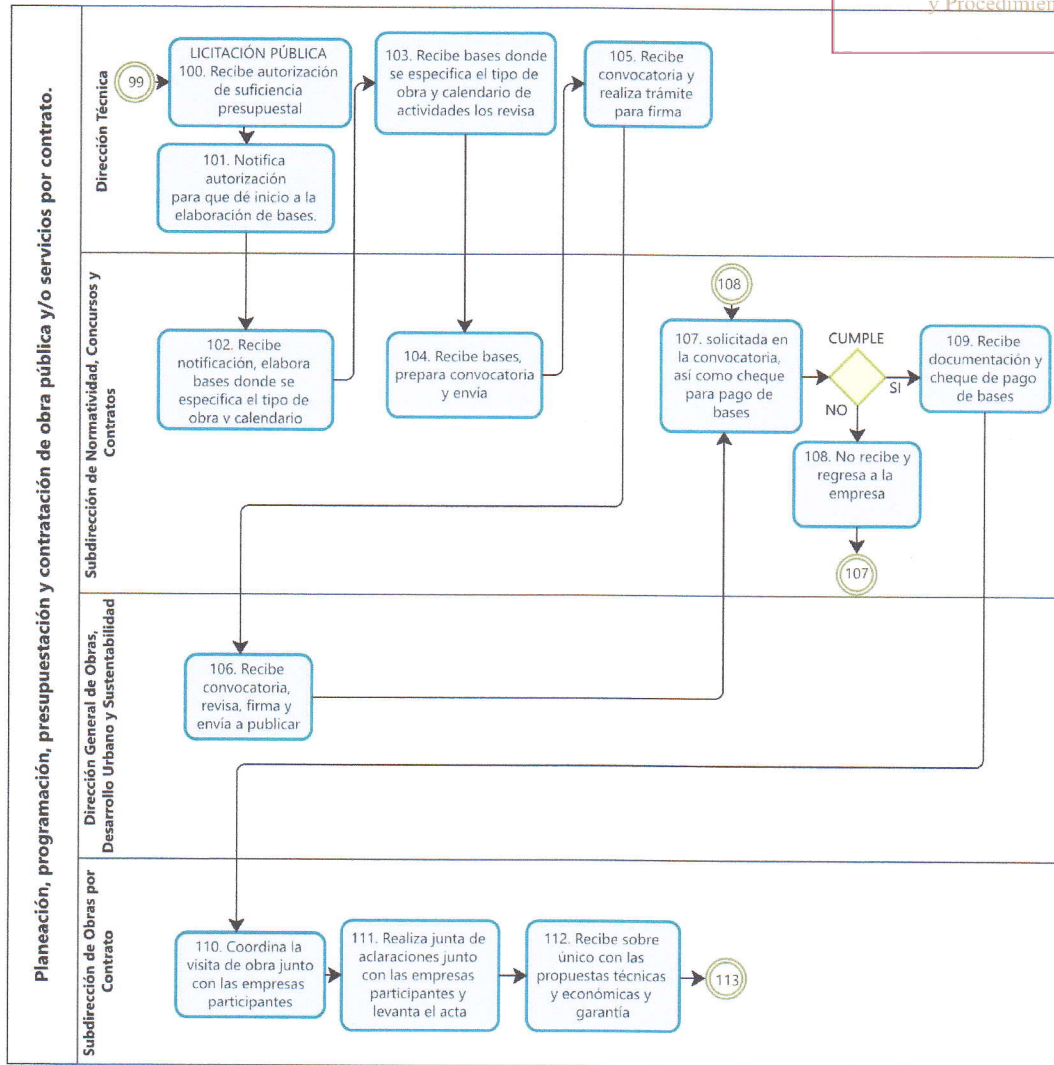 y Procedimien
Planeación, programación, presupuestación y contratación de obra pública y/o servicios por contrato.
Dirección Técnica
99
LICITACIÓN PÚBLICA
100. Recibe autorización
de suficiencia
presupuestal
101. Notifica
autorización
para que dé inicio a la
elaboración de bases.
103. Recibe bases donde
se especifica el tipo de
obra y calendario de
actividades los revisa
105. Recibe
convocatoria y
realiza trámite
para firma
Subdirección de Normatividad, Concursos y
Contratos
102. Recibe
notificación, elabora
bases donde se
especifica el tipo de
obra y calendario
104. Recibe bases,
prepara convocatoria
y envía
108
107. solicitada en
la convocatoria,
así como cheque
para pago de
bases
CUMPLE
SI
NO
109. Recibe
documentación y
cheque de pago
de bases
108. No recibe y
regresa a la
empresa
107
Dirección General de Obras,
Desarrollo Urbano y Sustentabilidad
106. Recibe
convocatoria,
revisa, firma y
envía a publicar
Subdirección de Obras por
Contrato
110. Coordina la
visita de obra junto
con las empresas
participantes
111. Realiza junta de
aclaraciones junto
con las empresas
participantes y
levanta el acta
112. Recibe sobre
único con las
propuestas técnicas
y económicas y
garantía
113